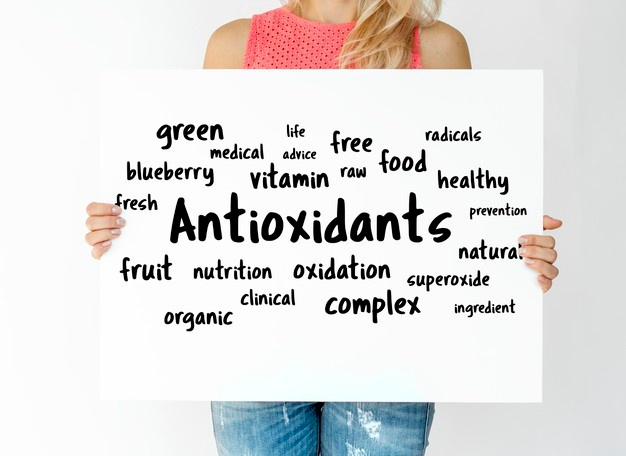 green life free radicals
medical advice food
blueberry vitamin raw healthy
fresh Antioxidants prevention
natural
fruit nutrition oxidation superoxide
clinical complex ingredient
organic